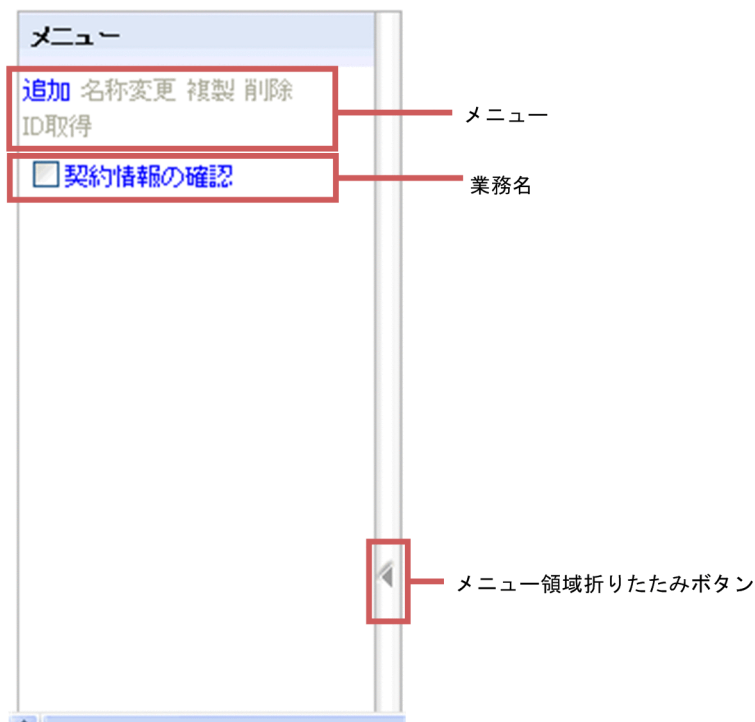 メニュー
追加 名称変更 複製 削除
ID取得
メニュー
契約情報の確認
業務名
メニュー領域折りたたみボタン